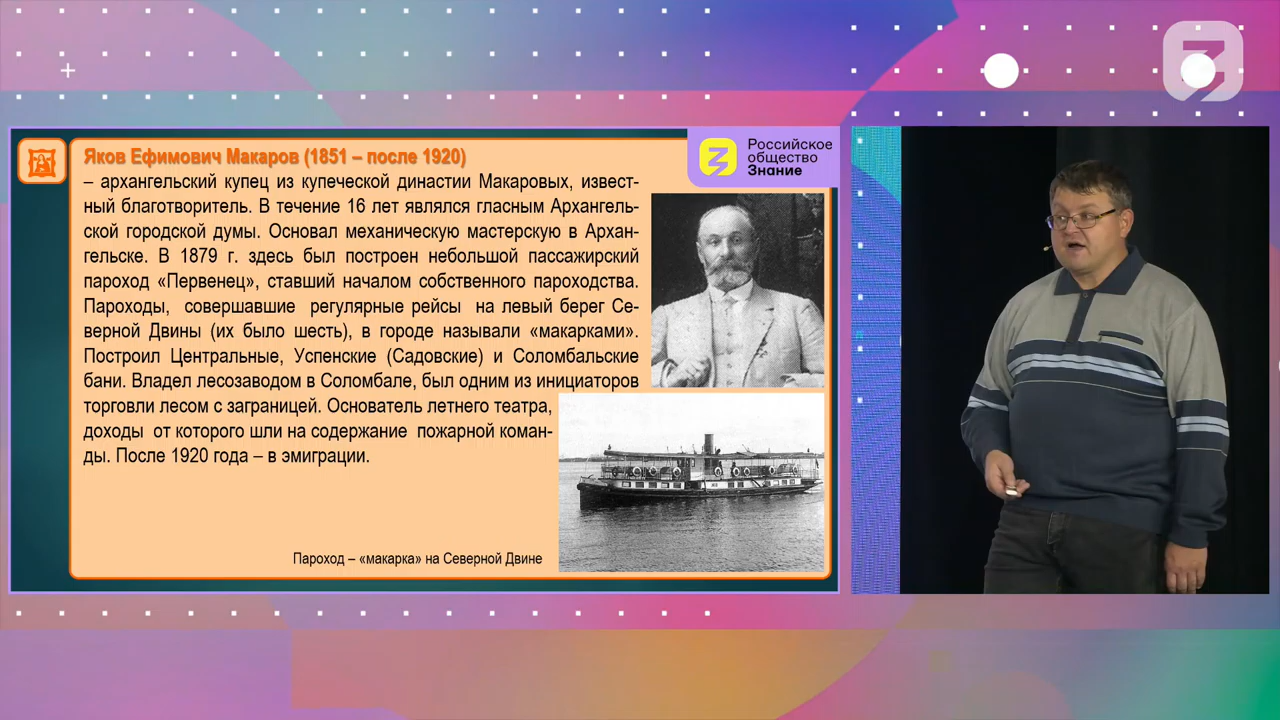 Яков Ефимович Макаров (1851 – после 1920)
– архангельский купец из купеческой династии Макаровых, извест-
ный благотворитель. В течение 16 лет являлся гласным Архангель-
ской городской думы. Основал механическую мастерскую вАрхан-
гельске. В 1879 г. здесь был построен небольшой пассажирский
пароход «Первенец», ставший началом собственного пароходства.
Пароходы, совершавшие регулярные рейсы на левый берег Се-
верной Двины (их было шесть), в городе называли «макарками».
Построил Центральные, Успенские (Садовские) и Соломбальские
бани. Владел лесозаводом в Соломбале, был одним из инициаторов
торговли лесом с заграницей. Основатель летнего театра,
доходы от которого шли на содержание пожарной коман-
ды. После 1920 года – в эмиграции.
Пароход – «макарка» на Северной Двине
Российское
общество
Знание